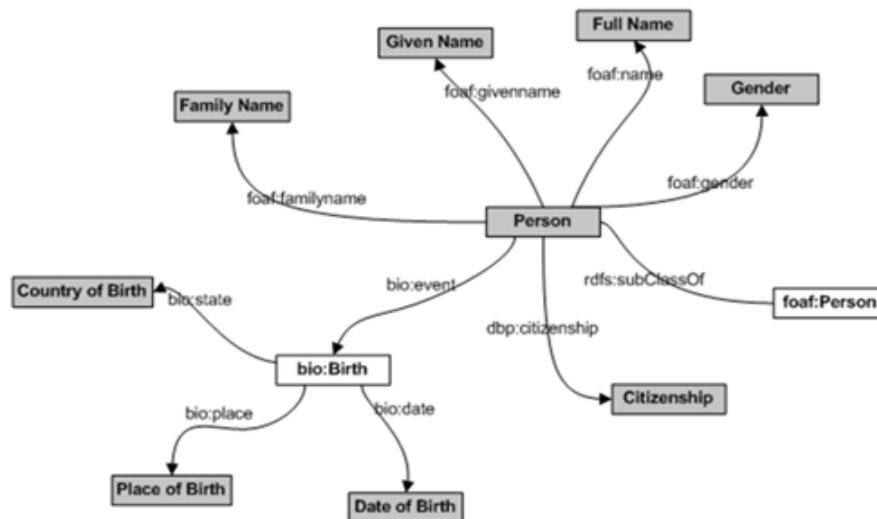 Full Name
Given Name
foaf:name
foaf:givenname
Gender
Family Name
foaf:gender
foaf:familyname
Person
Country of Birth
bio:state
bio:event
rdfs:subClassOf
foaf:Person
dbp:citizenship
bio:Birth
Citizenship
bio:place
bio:date
Place of Birth
Date of Birth